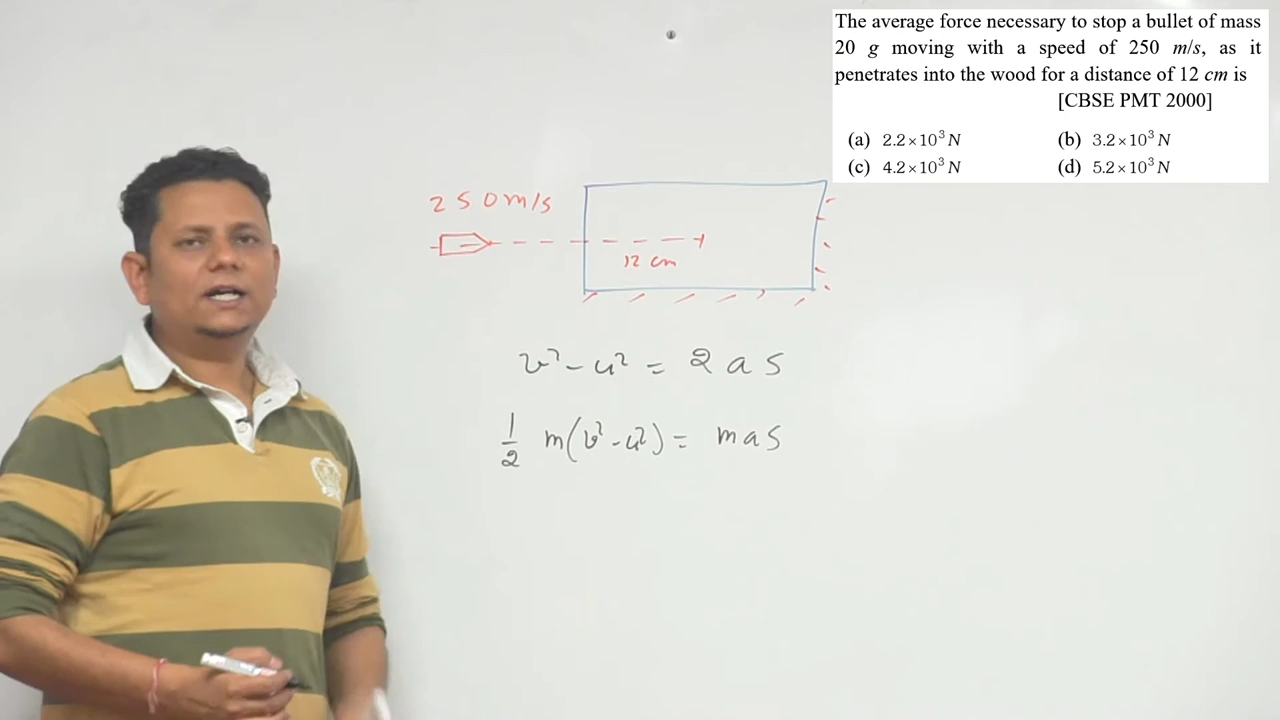 The average force necessary to stop a bullet of mass
20 g moving with a speed of 250 m/s, as it
penetrates into the wood for a distance of 12 cm is
[CBSE PMT 2000]
(a) 2.2×10³ N (b) 3.2×10³ N
(c) 4.2×10³ N (d) 5.2×10³ N
250m/s
12 cm
v² - u² = 2 a s
1/2 m(v² - u²) = m a s